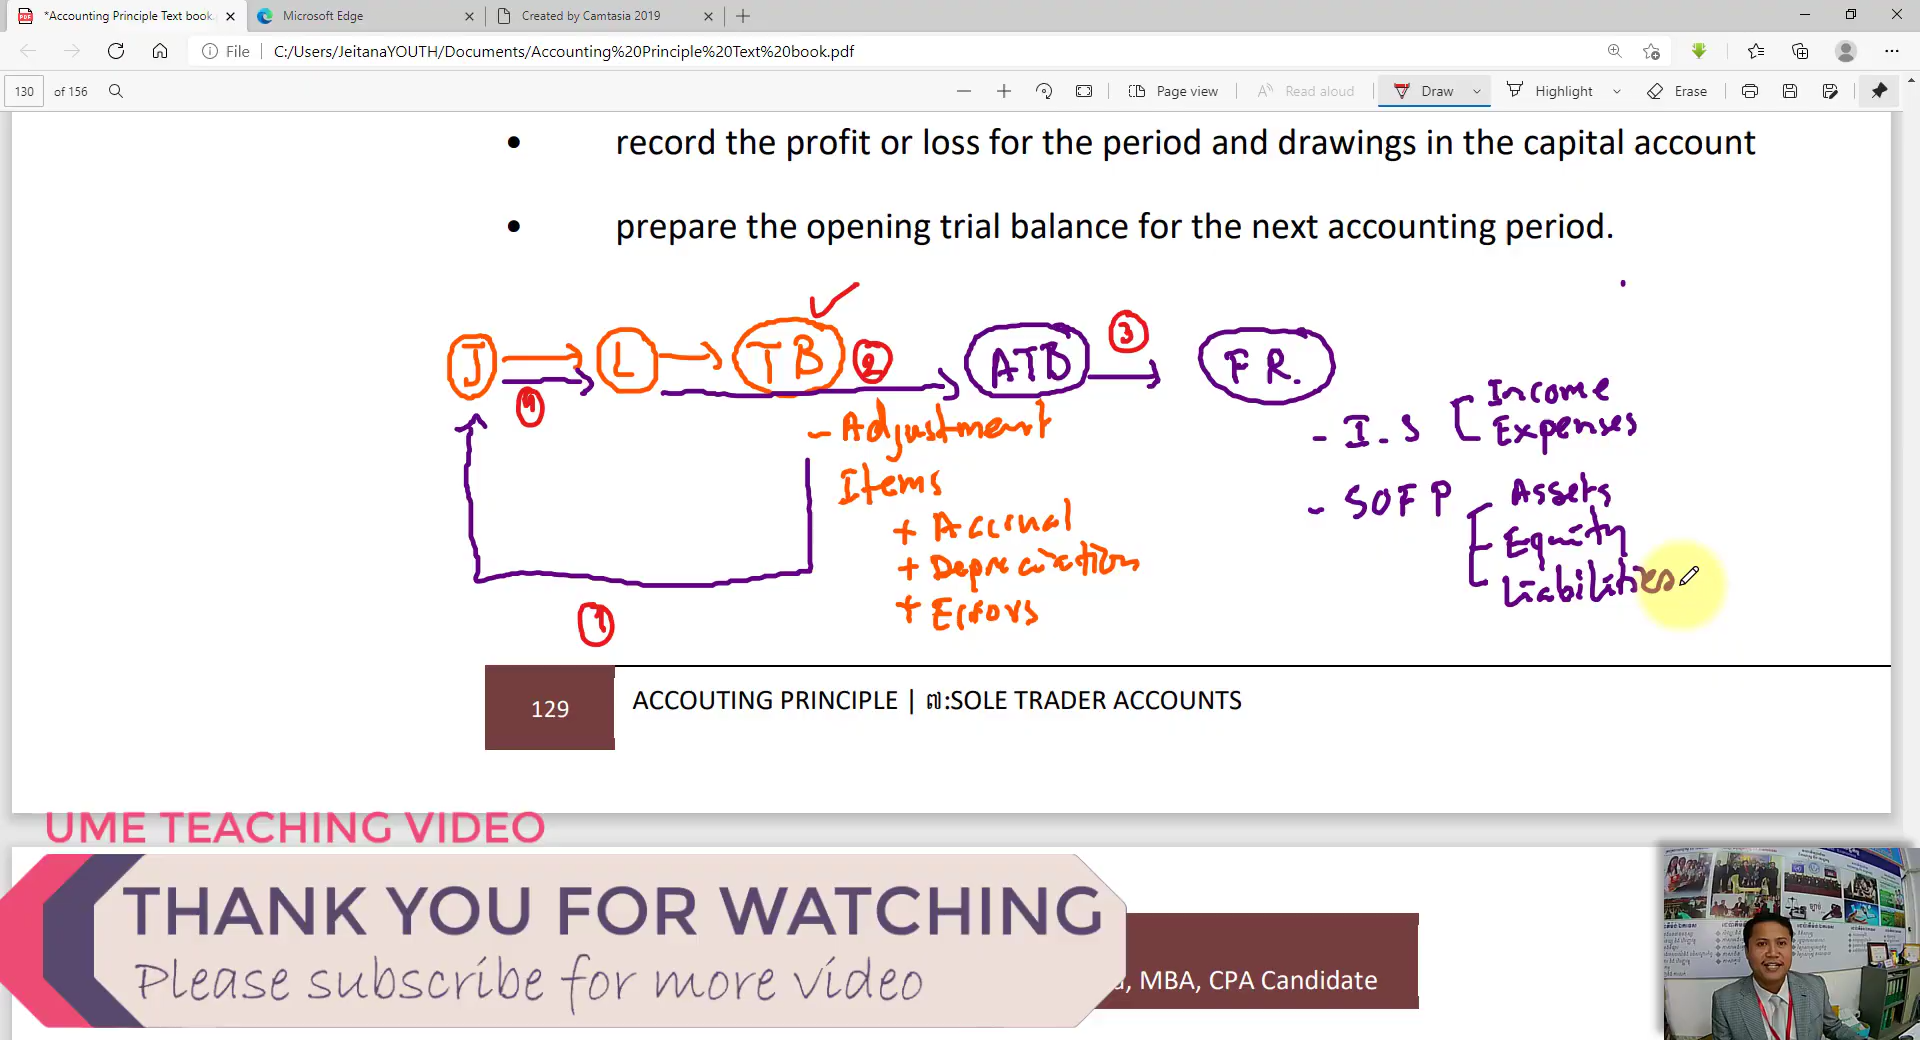 *Accounting Principle Text book.
Microsoft Edge
Created by Camtasia 2019
File
C:/Users/JeitanaYOUTH/Documents/Accounting%20Principle%20Text%20book.pdf
130 of 156
Page view
Read aloud
Draw
Highlight
Erase
• record the profit or loss for the period and drawings in the capital account
• prepare the opening trial balance for the next accounting period.
J L TB 2 ATB 3 FR.
- Adjustment
Items
+ Accrual
+ Depreciation
+ Errors
- I.S
Income
Expenses
- SOFP
Assets
Equity
Liabilities
129
ACCOUTING PRINCIPLE | ៧:SOLE TRADER ACCOUNTS
UME TEACHING VIDEO
THANK YOU FOR WATCHING
Please subscribe for more video
, MBA, CPA Candidate